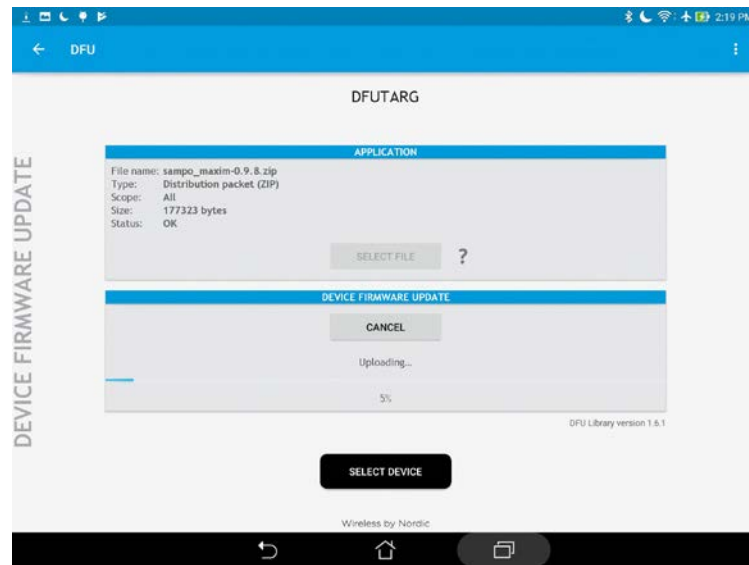 2:19 PM
DFU
DFUTARG
DEVICE FIRMWARE UPDATE
APPLICATION
File name: sampo_maxim-0.9.8.zip
Type: Distribution packet (ZIP)
Scope: All
Size: 177323 bytes
Status: OK
SELECT FILE ?
DEVICE FIRMWARE UPDATE
CANCEL
Uploading...
5%
DFU Library version 1.6.1
SELECT DEVICE
Wireless by Nordic